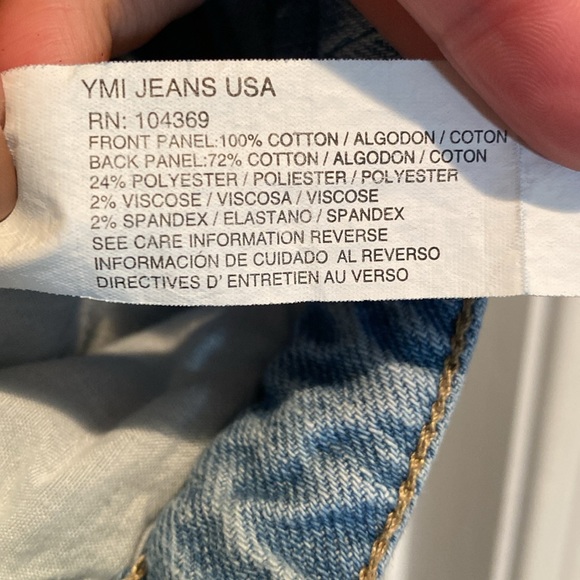 YMI JEANS USA
RN: 104369
FRONT PANEL:100% COTTON / ALGODON / COTON
BACK PANEL:72% COTTON / ALGODON / COTON
24% POLYESTER / POLIESTER / POLYESTER
2% VISCOSE / VISCOSA / VISCOSE
2% SPANDEX / ELASTANO / SPANDEX
SEE CARE INFORMATION REVERSE
INFORMACIÓN DE CUIDADO AL REVERSO
DIRECTIVES D' ENTRETIEN AU VERSO